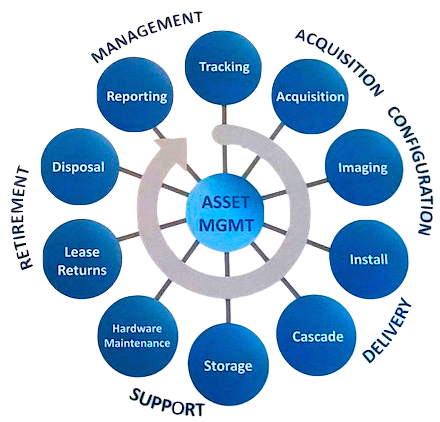 MANAGEMENT
ACQUISITION
CONFIGURATION
DELIVERY
SUPPORT
RETIREMENT
Tracking
Acquisition
Imaging
Install
Cascade
Storage
Hardware
Maintenance
Lease
Returns
Disposal
Reporting
ASSET
MGMT